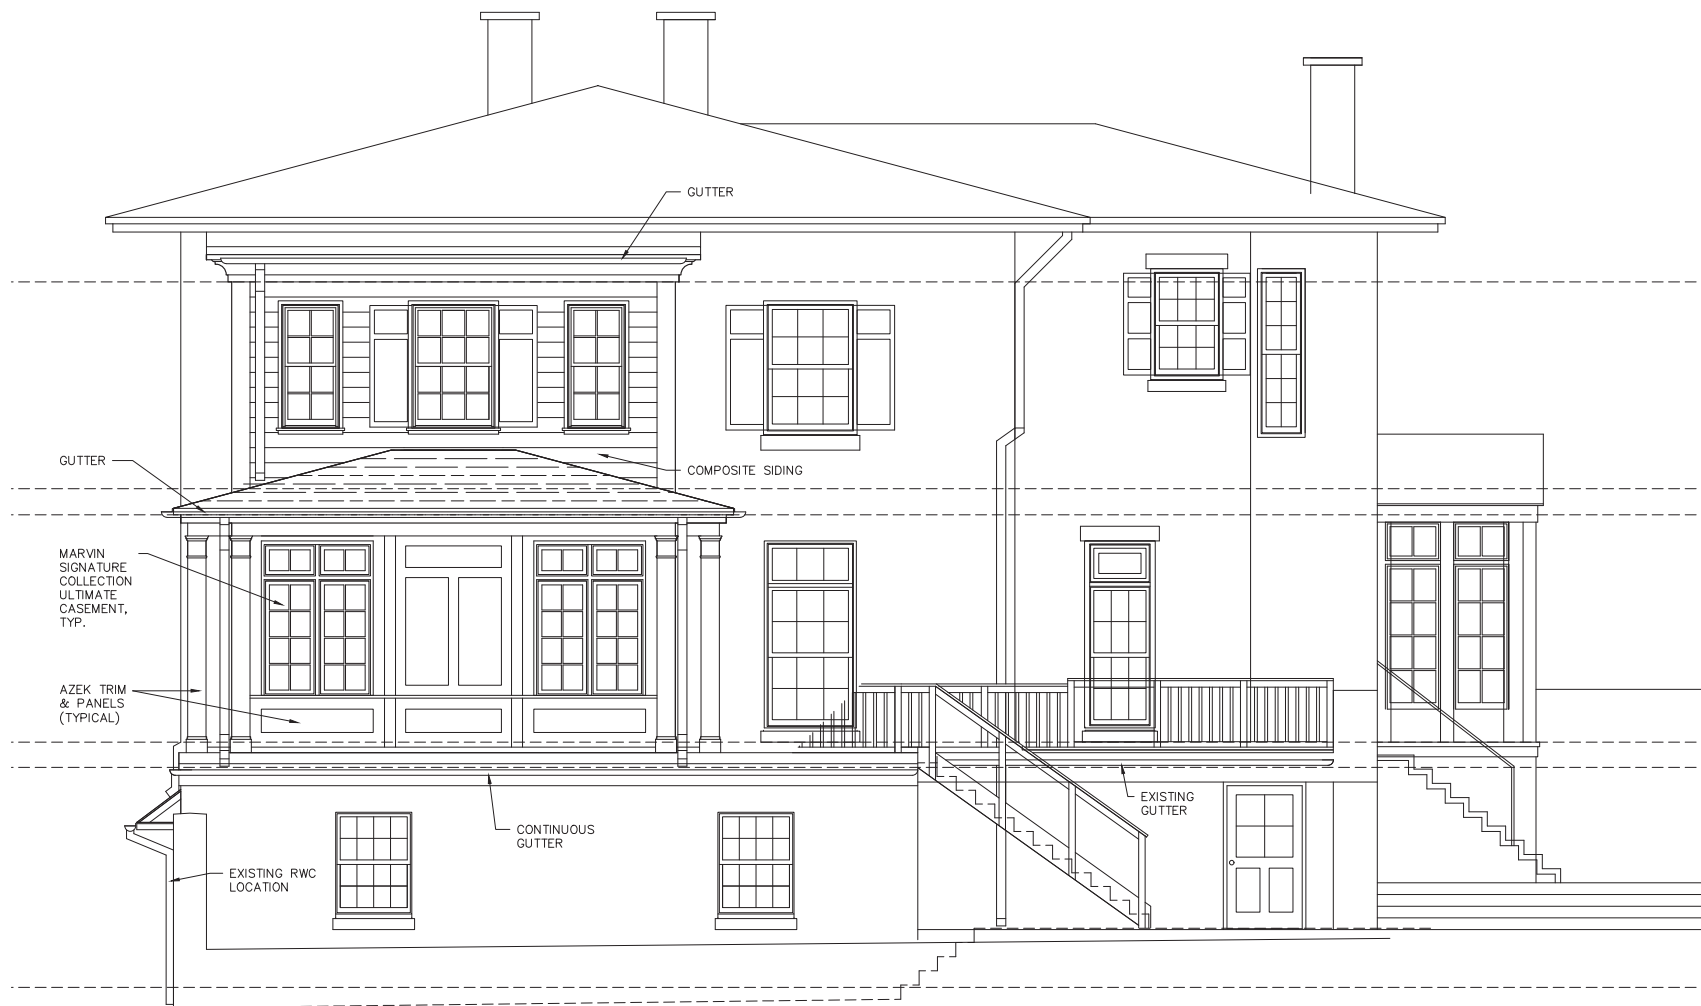 GUTTER
GUTTER
COMPOSITE SIDING
MARVIN
SIGNATURE
COLLECTION
ULTIMATE
CASEMENT,
TYP.
AZEK TRIM
& PANELS
(TYPICAL)
EXISTING
GUTTER
CONTINUOUS
GUTTER
EXISTING RWC
LOCATION